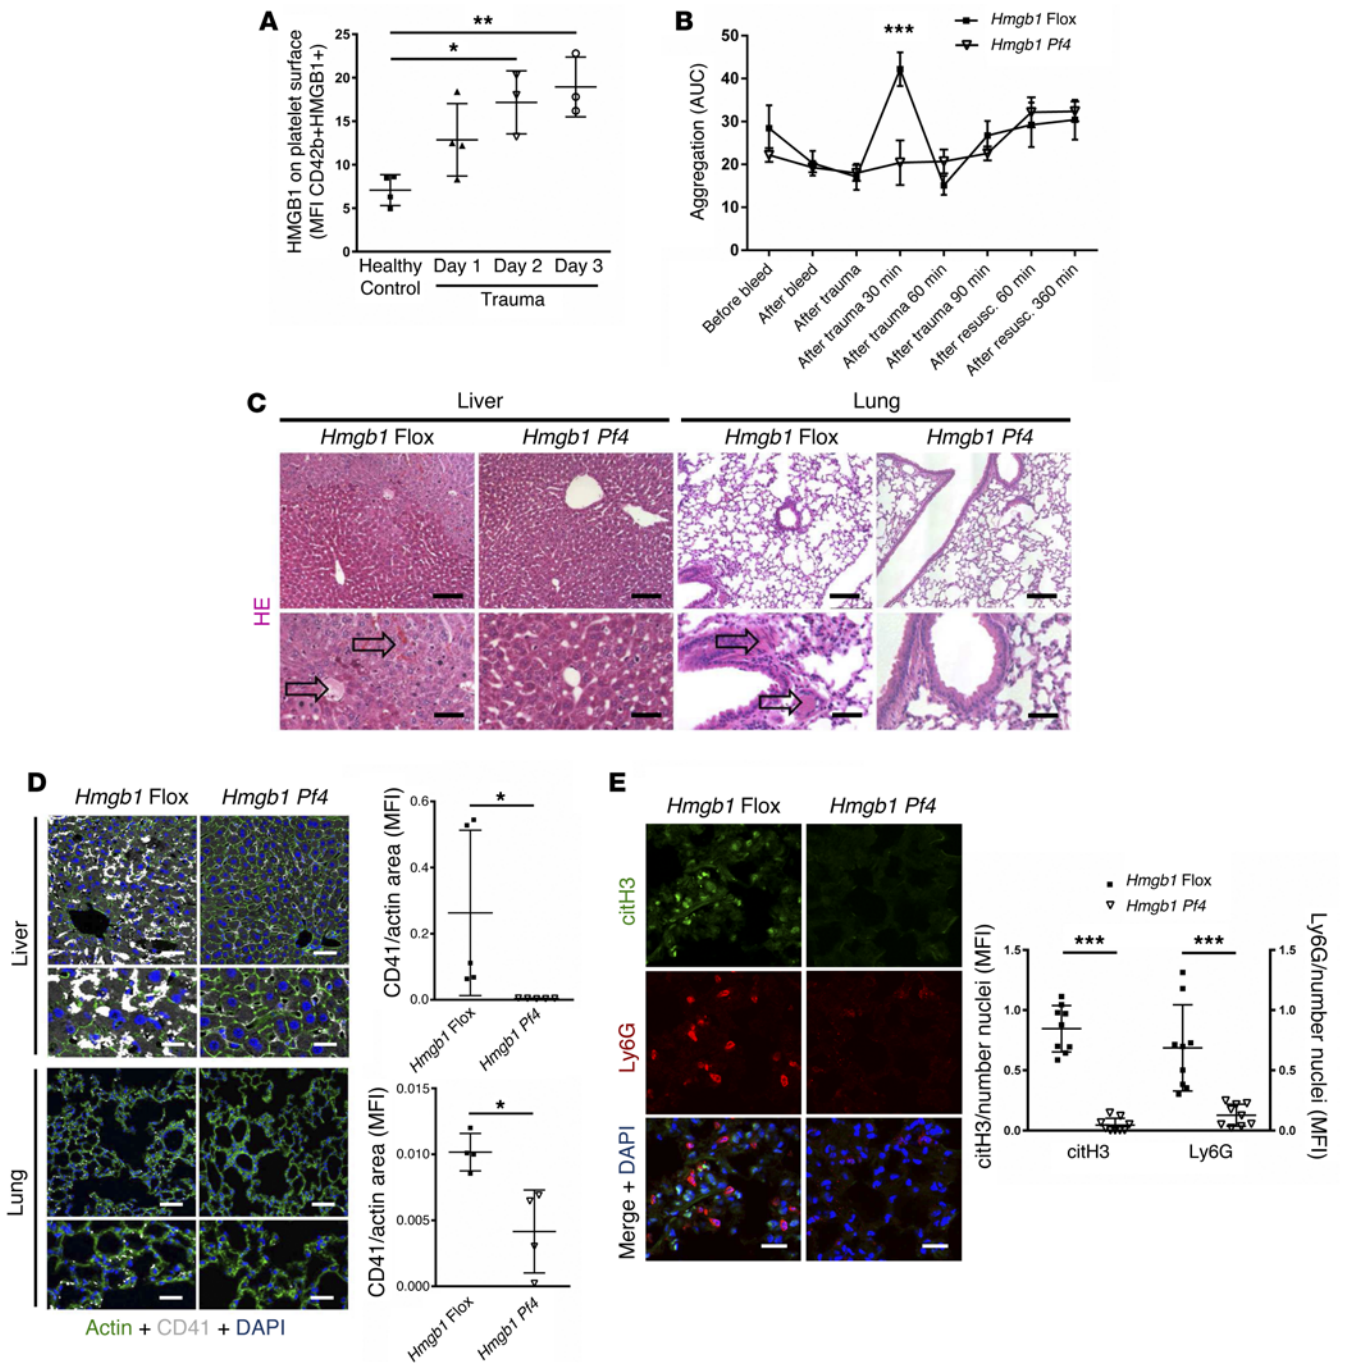 A
HMGB1 on platelet surface
(MFI CD42b+HMGB1+)
25
20
15
10
5
0
**
*
Healthy
Control
Day 1
Day 2
Day 3
Trauma
B
Hmgb1 Flox
Hmgb1 Pf4
Aggregation (AUC)
50
40
30
20
10
0
***
Before bleed
After bleed
After trauma
After trauma 30 min
After trauma 60 min
After trauma 90 min
After resusc. 60 min
After resusc. 360 min
C
Liver
Lung
Hmgb1 Flox
Hmgb1 Pf4
Hmgb1 Flox
Hmgb1 Pf4
HE
D
Hmgb1 Flox
Hmgb1 Pf4
Liver
Lung
Actin + CD41 + DAPI
CD41/actin area (MFI)
0.6
0.4
0.2
0.0
*
Hmgb1 Flox
Hmgb1 Pf4
CD41/actin area (MFI)
0.015
0.010
0.005
0.000
*
Hmgb1 Flox
Hmgb1 Pf4
E
Hmgb1 Flox
Hmgb1 Pf4
citH3
Ly6G
Merge + DAPI
Hmgb1 Flox
Hmgb1 Pf4
citH3/number nuclei (MFI)
1.5
1.0
0.5
0.0
***
***
citH3
Ly6G
1.5
1.0
0.5
0.0
Ly6G/number nuclei (MFI)